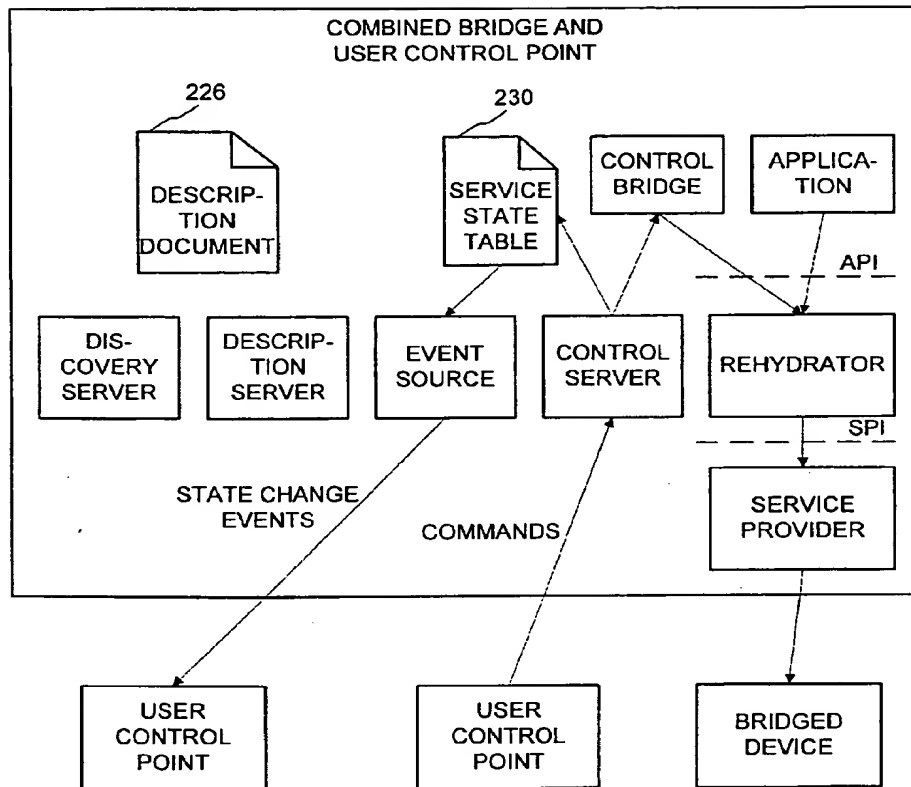 COMBINED BRIDGE AND
USER CONTROL POINT
226
230
DESCRIP-
TION
DOCUMENT
SERVICE
STATE
TABLE
CONTROL
BRIDGE
APPLICA-
TION
API
DIS-
COVERY
SERVER
DESCRIP-
TION
SERVER
EVENT
SOURCE
CONTROL
SERVER
REHYDRATOR
SPI
STATE CHANGE
EVENTS
COMMANDS
SERVICE
PROVIDER
USER
CONTROL
POINT
USER
CONTROL
POINT
BRIDGED
DEVICE